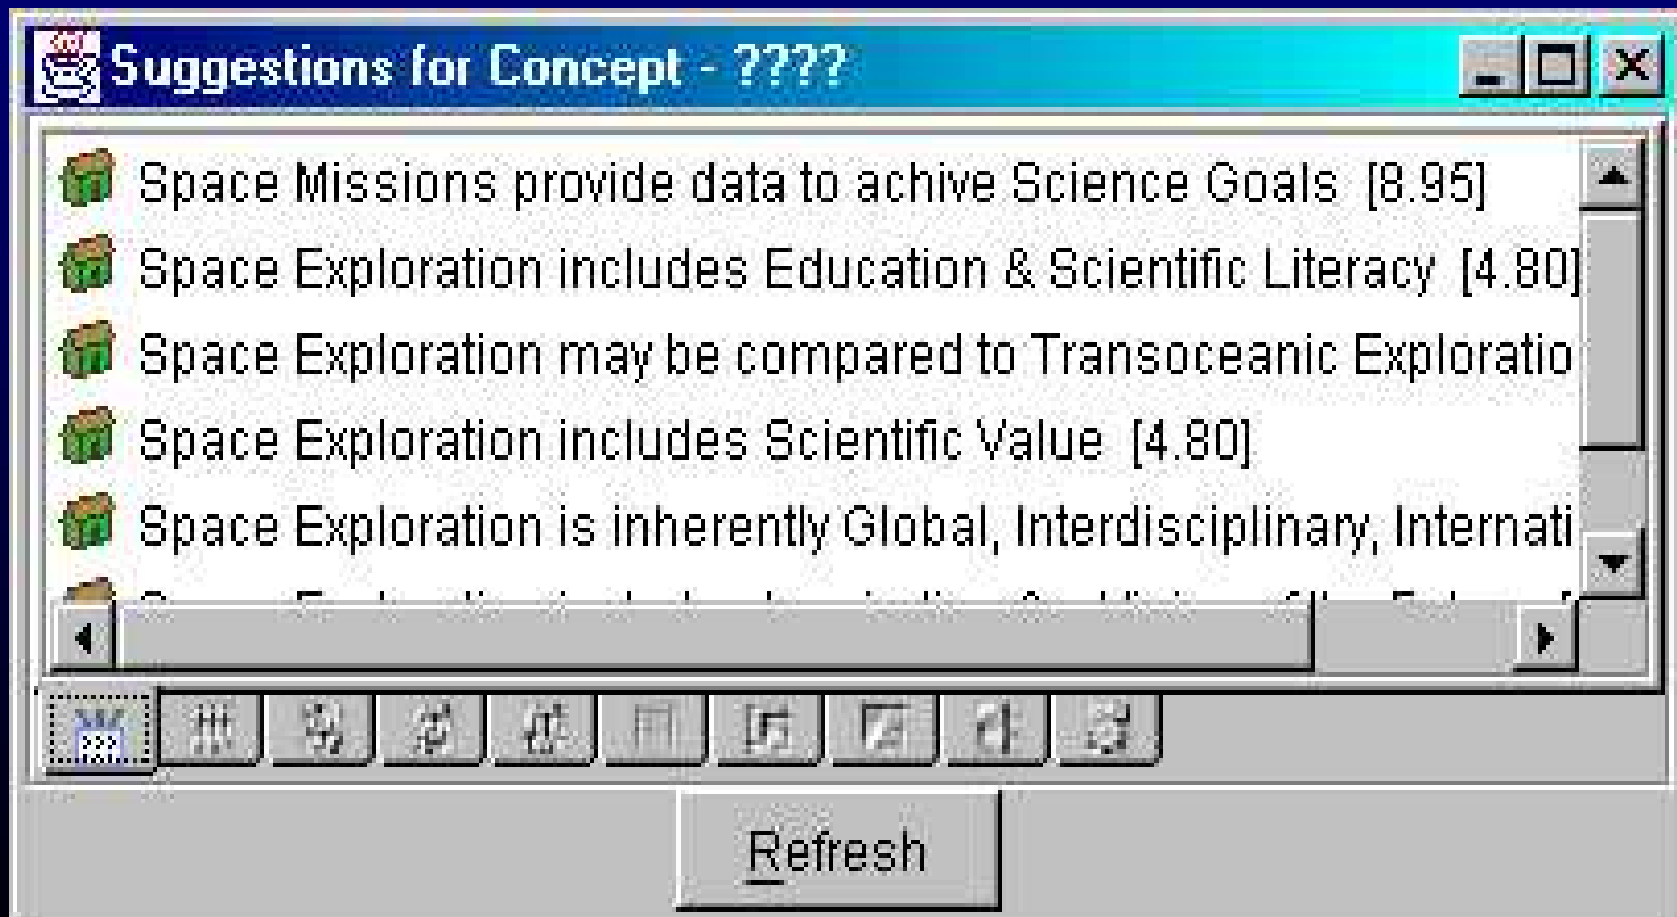 Suggestions for Concept - ????
Space Missions provide data to achive Science Goals [8.95]
Space Exploration includes Education & Scientific Literacy [4.80]
Space Exploration may be compared to Transoceanic Exploratio
Space Exploration includes Scientific Value [4.80]
Space Exploration is inherently Global, Interdisciplinary, Internati
Space Exploration
Refresh